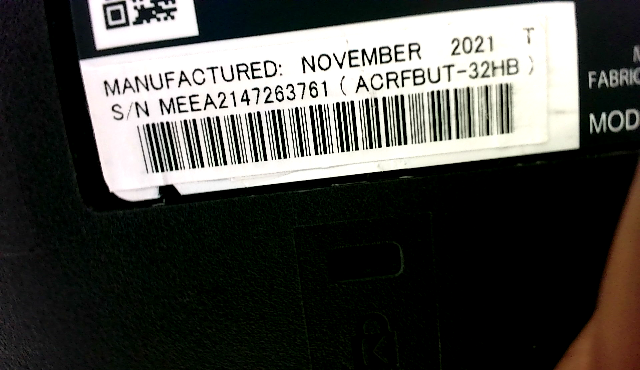 MANUFACTURED: NOVEMBER 2021 T
S/N MEEA2147263761 ( ACRFBUT-32HB )